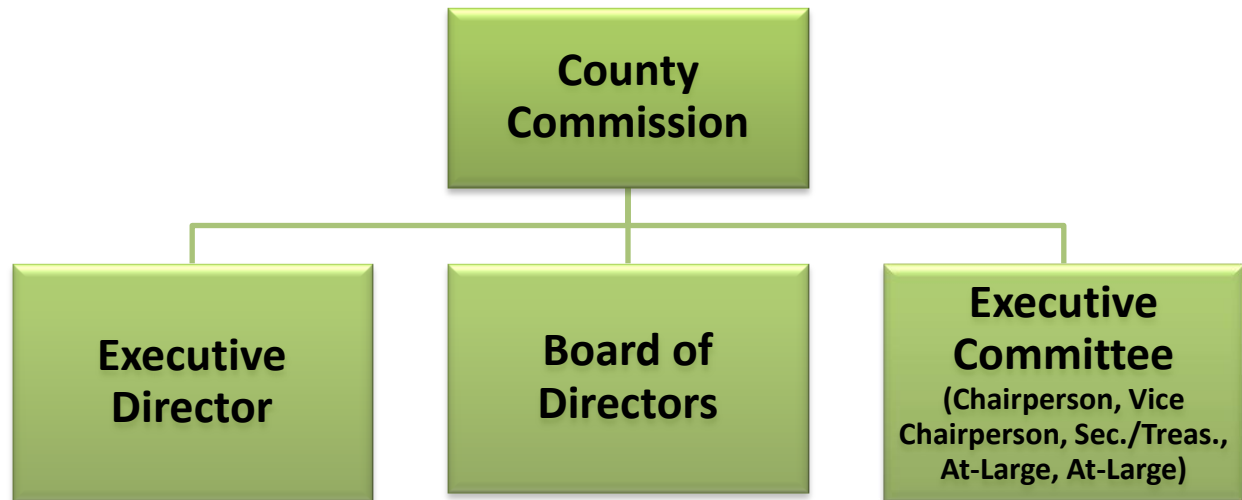 County
Commission
Executive
Director
Board of
Directors
Executive
Committee
(Chairperson, Vice
Chairperson, Sec./Treas.,
At-Large, At-Large)